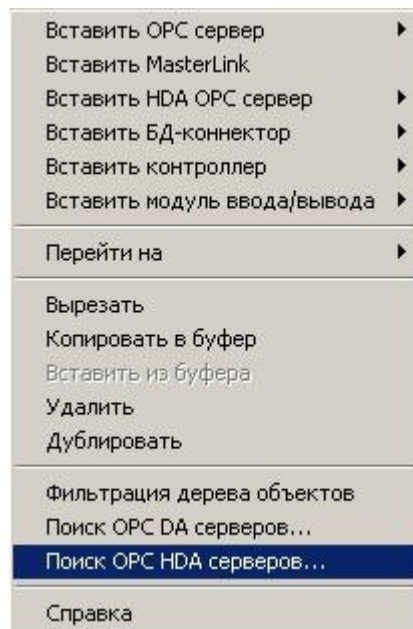 Вставить OPC сервер
Вставить MasterLink
Вставить HDA OPC сервер
Вставить БД-коннектор
Вставить контроллер
Вставить модуль ввода/вывода
Перейти на
Вырезать
Копировать в буфер
Вставить из буфера
Удалить
Дублировать
Фильтрация дерева объектов
Поиск OPC DA серверов...
Поиск OPC HDA серверов...
Справка